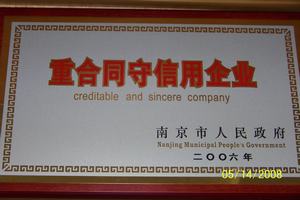 重合同守信用企业
creditable and sincere company
南京市人民政府
Nanjing Municipal People's Government
二〇〇六年
05/14/2008